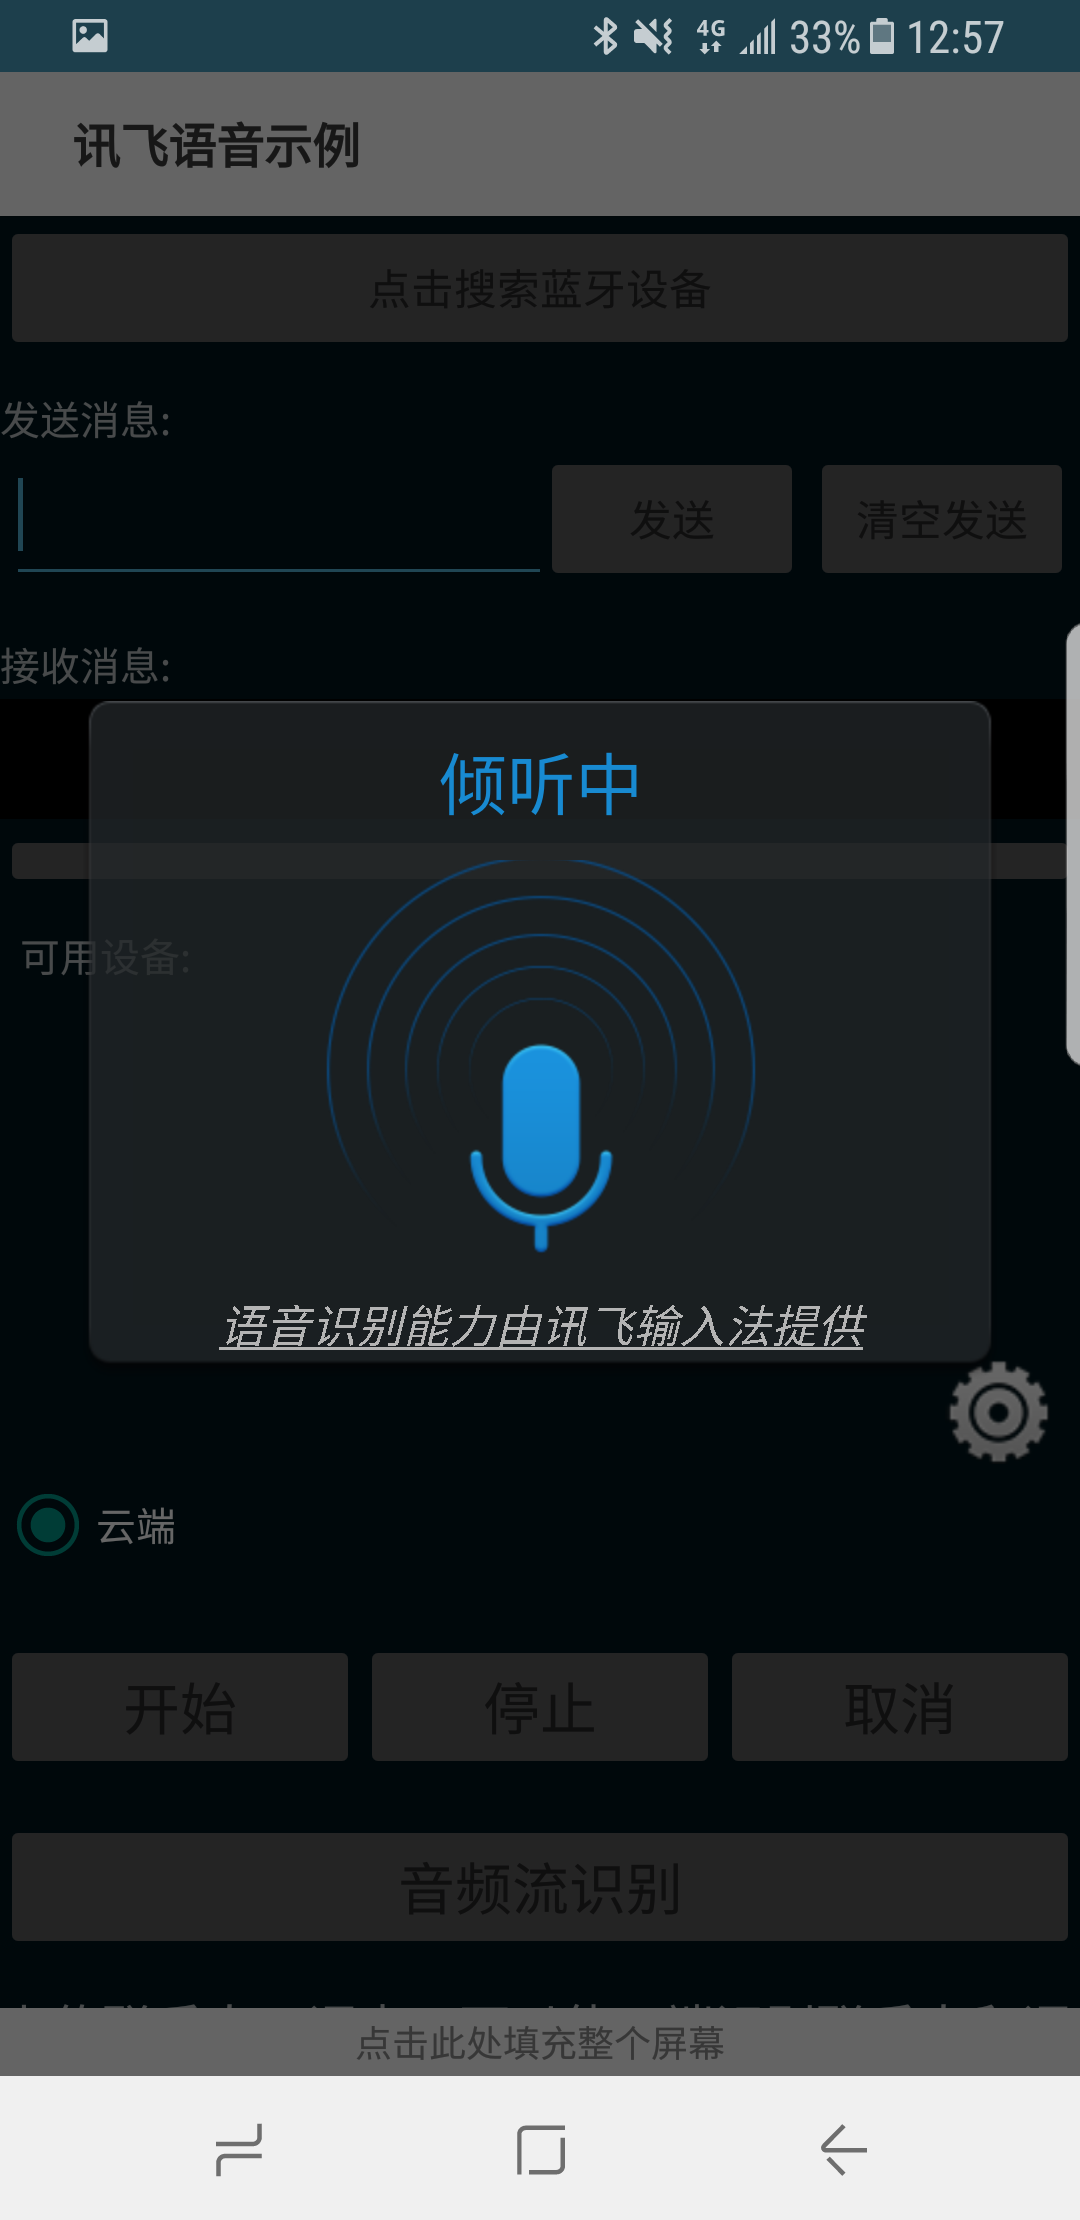 4G 33% 12:57
讯飞语音示例
点击搜索蓝牙设备
发送消息:
发送 清空发送
接收消息:
倾听中
可用设备:
语音识别能力由讯飞输入法提供
云端
开始 停止 取消
音频流识别
点击此处填充整个屏幕